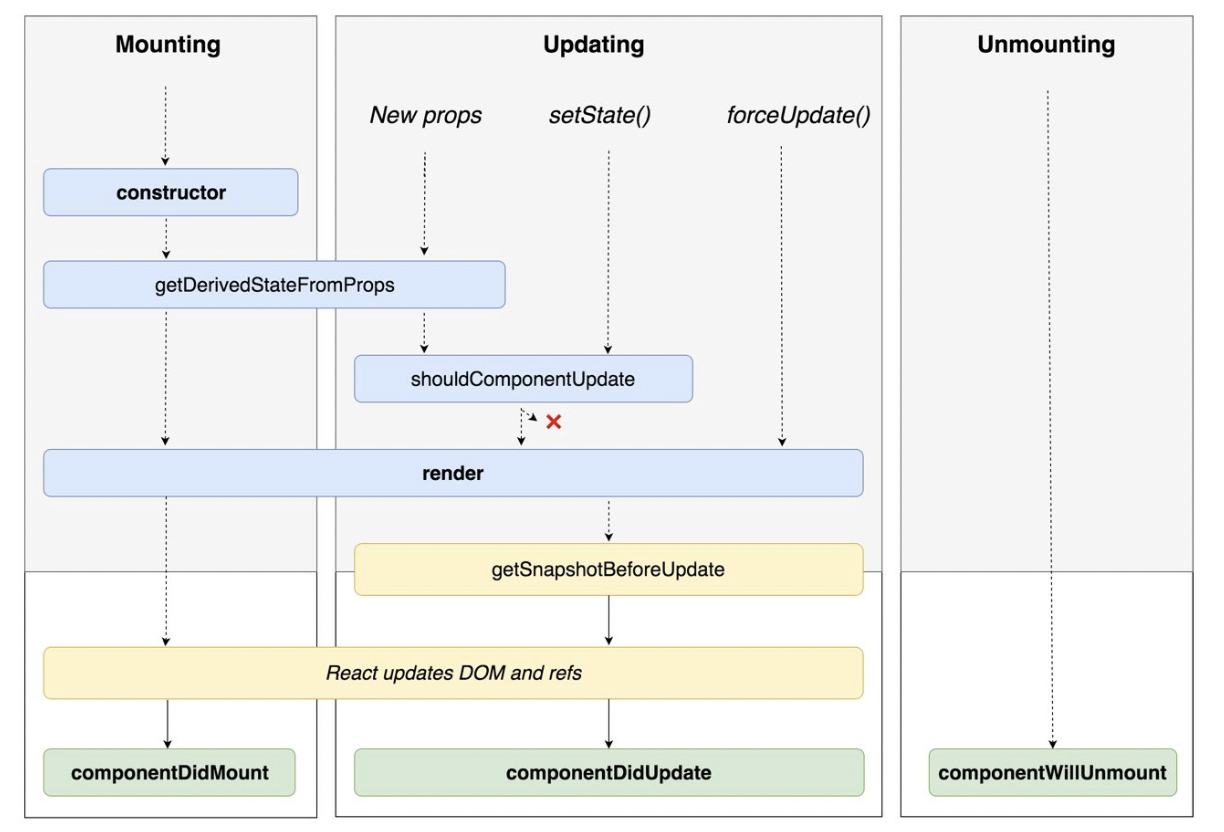 Mounting
Updating
Unmounting
New props
setState()
forceUpdate()
constructor
getDerivedStateFromProps
shouldComponentUpdate
render
getSnapshotBeforeUpdate
React updates DOM and refs
componentDidMount
componentDidUpdate
componentWillUnmount